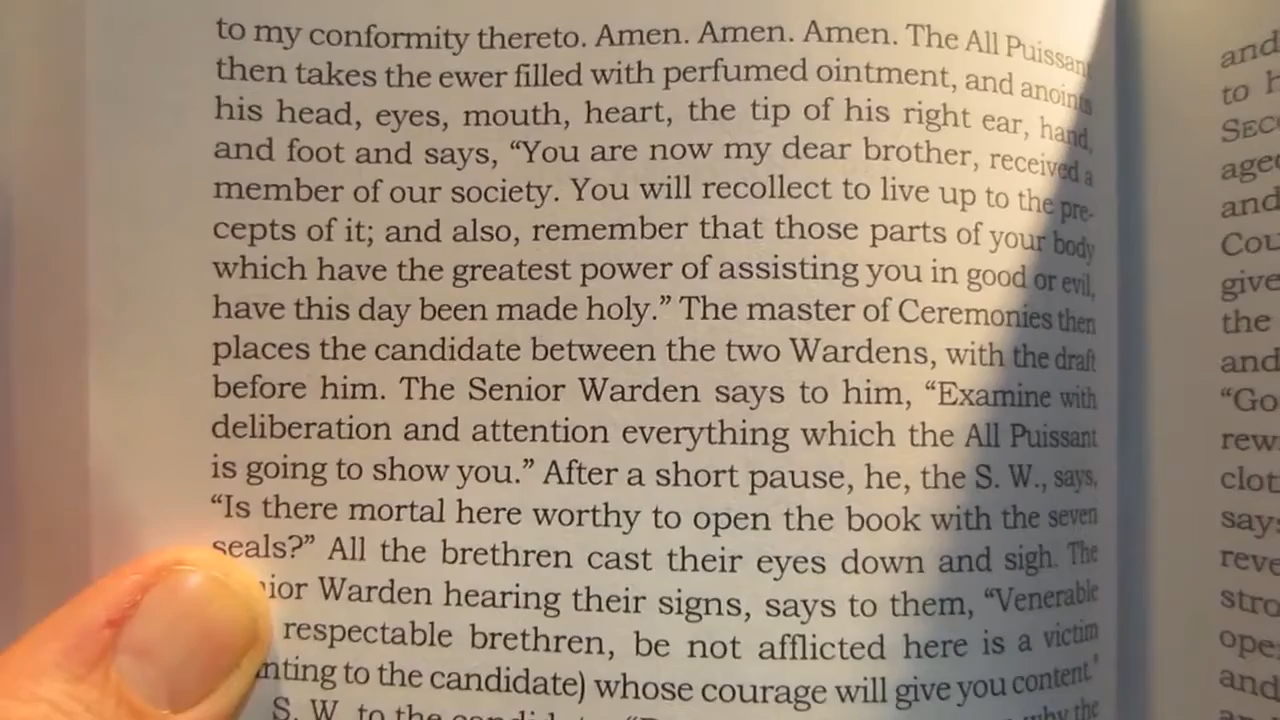 to my conformity thereto. Amen. Amen. Amen. The All Puissant
then takes the ewer filled with perfumed ointment, and anoints
his head, eyes, mouth, heart, the tip of his right ear, hand,
and foot and says, “You are now my dear brother, received a
member of our society. You will recollect to live up to the pre-
cepts of it; and also, remember that those parts of your body
which have the greatest power of assisting you in good or evil,
have this day been made holy.” The master of Ceremonies then
places the candidate between the two Wardens, with the draft
before him. The Senior Warden says to him, “Examine with
deliberation and attention everything which the All Puissant
is going to show you.” After a short pause, he, the S. W., says,
“Is there mortal here worthy to open the book with the seven
seals?” All the brethren cast their eyes down and sigh. The
ior Warden hearing their signs, says to them, “Venerable
respectable brethren, be not afflicted here is a victim
nting to the candidate) whose courage will give you content.”
S. W. to the
and
to h
SEC
aged
and
Cou
give
the
and
“Go
rew
clot
says
reve
stro
ope
and